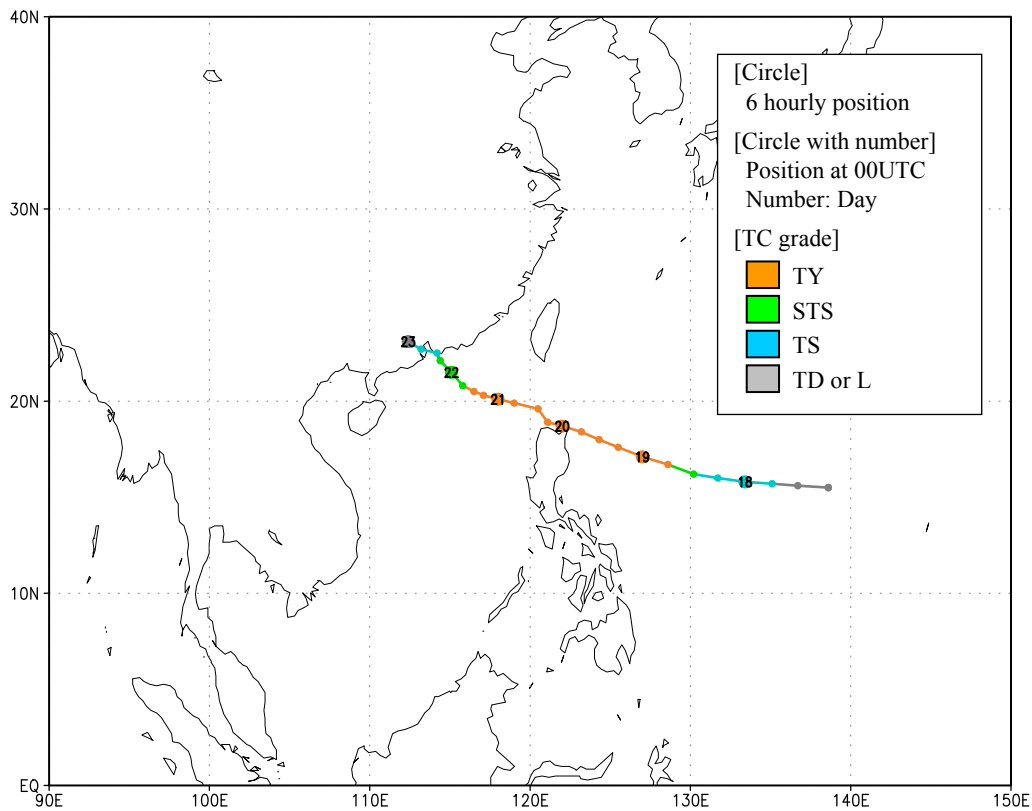 40N
[Circle]
6 hourly position
[Circle with number]
Position at 00UTC
Number: Day
[TC grade]
TY
STS
TS
TD or L
30N
23
22
21
20N
20
19
18
10N
EQ
90E 100E 110E 120E 130E 140E 150E